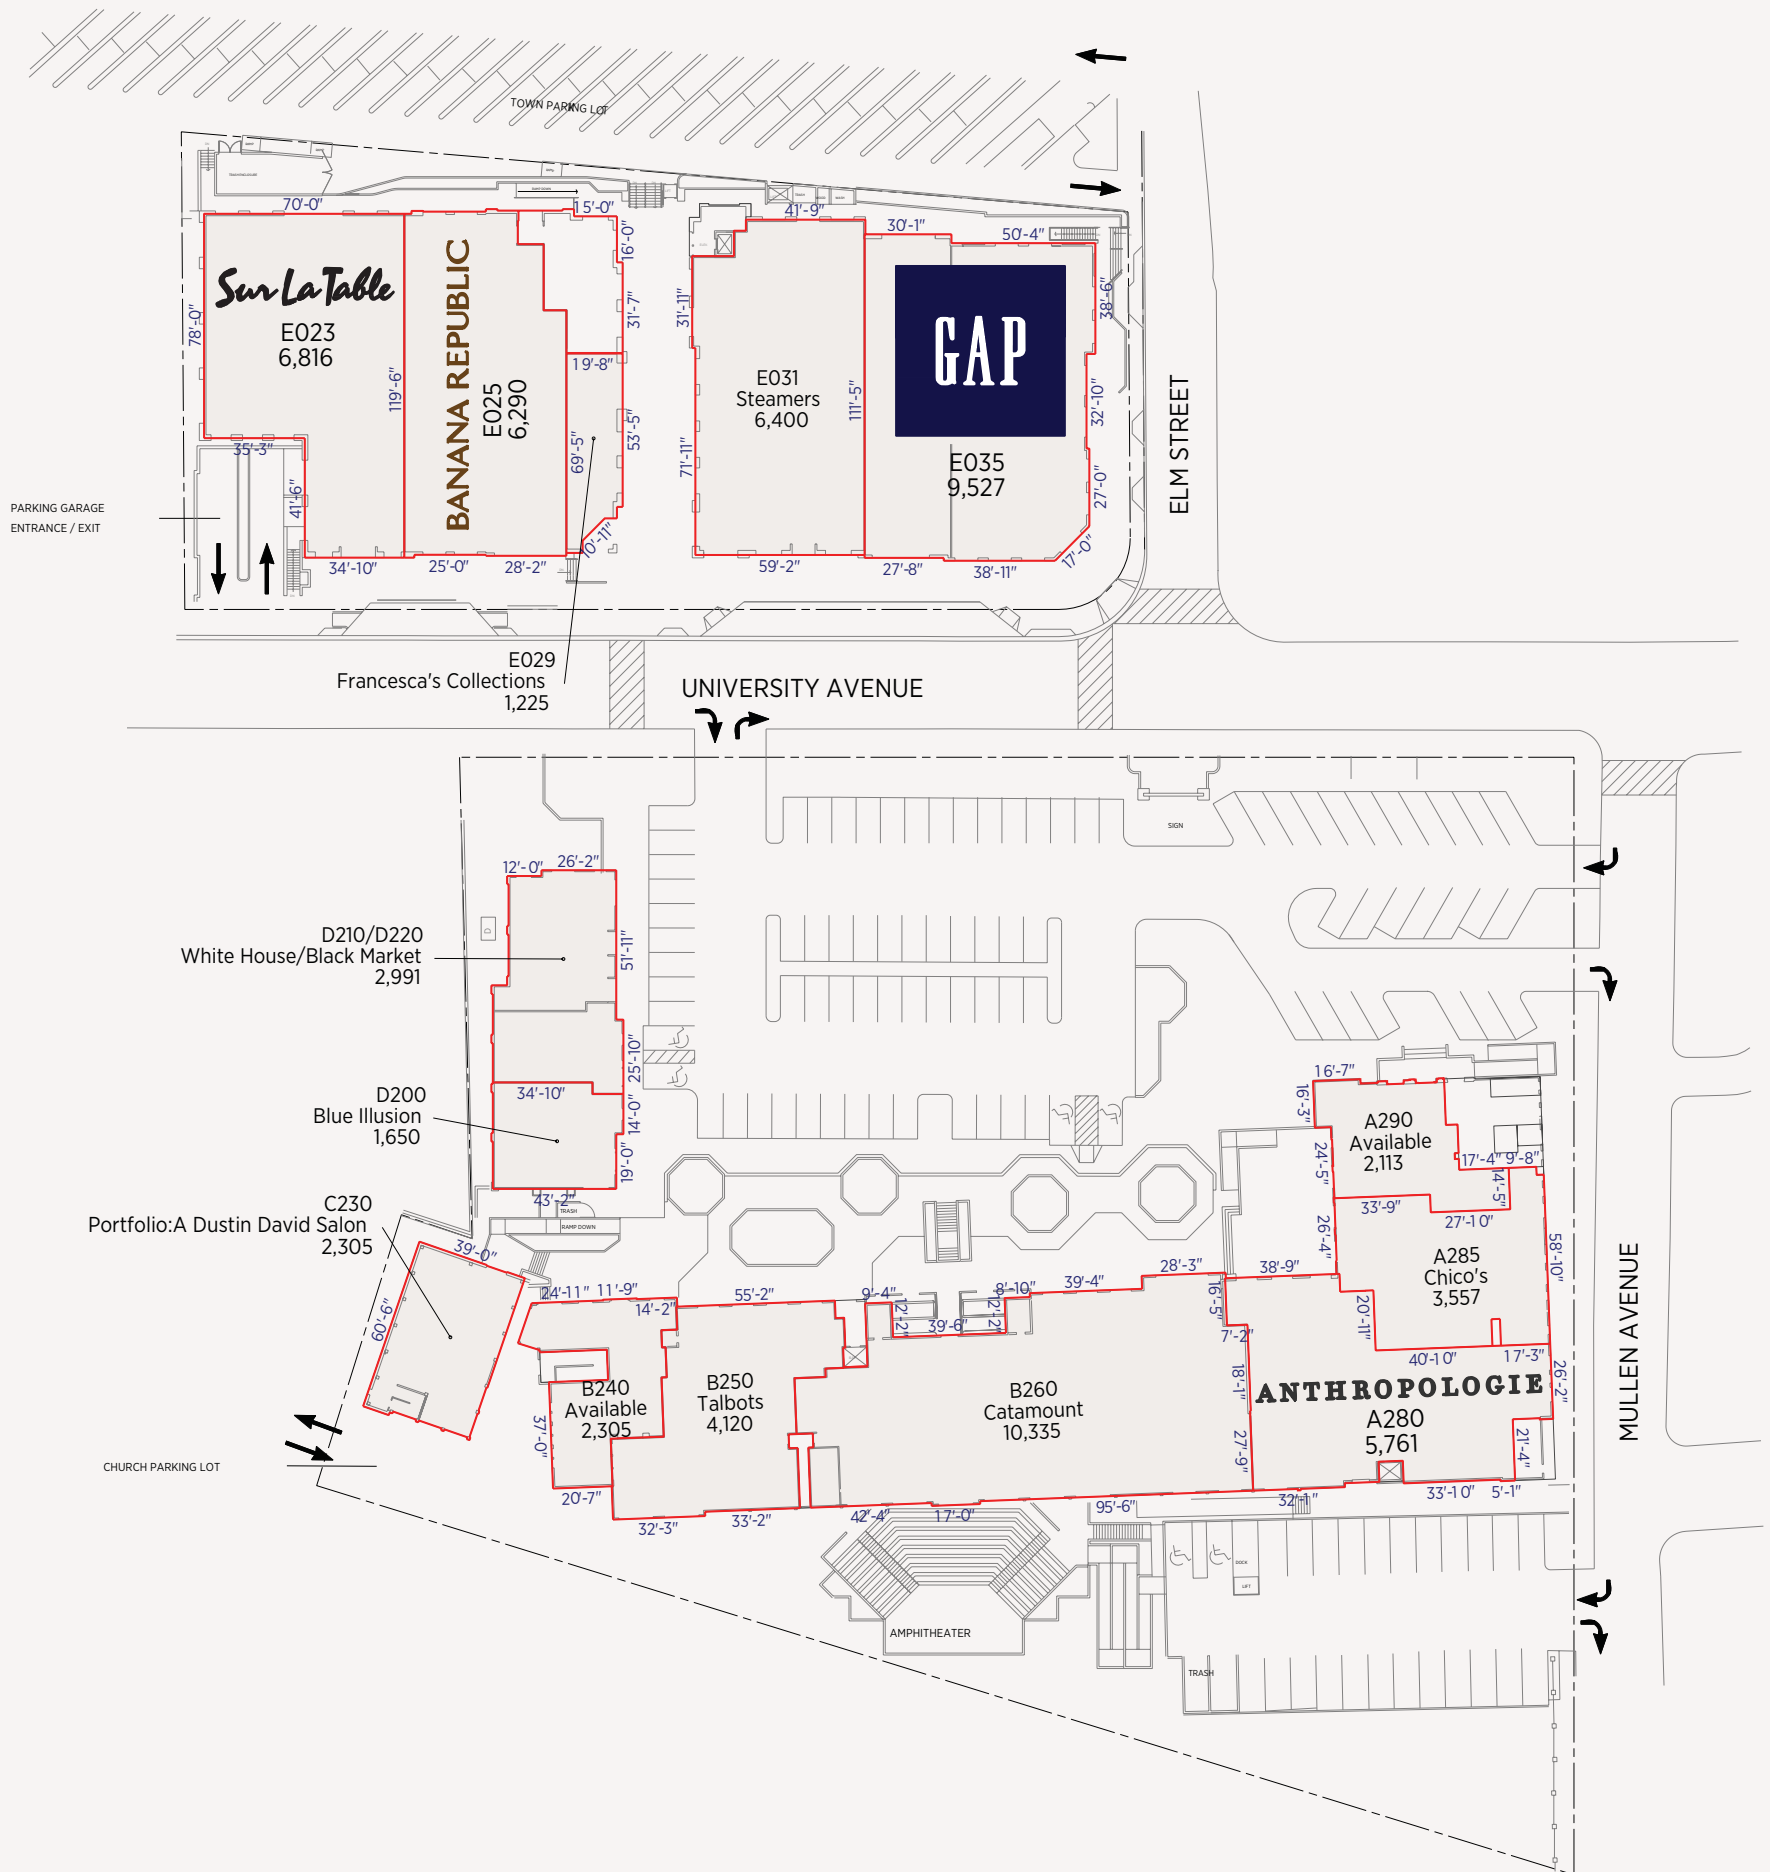 TOWN PARKING LOT
70'-0"
15'-0"
41'-9"
30'-1"
50'-4"
16'-0"
Sur La Table
E023
6,816
78'-0"
119'-6"
BANANA REPUBLIC
E025
6,290
31'-7"
19'-8"
69'-5"
53'-5"
31'-11"
71'-11"
E031
Steamers
6,400
111'-5"
GAP
E035
9,527
38'-6"
32'-10"
27'-0"
17'-0"
ELM STREET
35'-3"
41'-6"
PARKING GARAGE
ENTRANCE / EXIT
34'-10"
25'-0"
28'-2"
10'-11"
59'-2"
27'-8"
38'-11"
E029
Francesca's Collections
1,225
UNIVERSITY AVENUE
SIGN
12'-0"
26'-2"
D210/D220
White House/Black Market
2,991
51'-11"
25'-10"
D200
Blue Illusion
1,650
34'-10"
14'-0"
19'-0"
43'-2"
TRASH
RAMP DOWN
C230
Portfolio:A Dustin David Salon
2,305
39'-0"
60'-6"
16'-7"
16'-3"
A290
Available
2,113
24'-5"
17'-4"
9'-8"
14'-5"
33'-9"
27'-10"
26'-4"
A285
Chico's
3,557
58'-10"
MULLEN AVENUE
24'-11"
11'-9"
14'-2"
55'-2"
9'-4"
12'-2"
39'-6"
12'-2"
8'-10"
39'-4"
28'-3"
38'-9"
16'-5"
7'-2"
20'-11"
40'-10"
17'-3"
26'-2"
B240
Available
2,305
37'-0"
20'-7"
B250
Talbots
4,120
B260
Catamount
10,335
18'-1"
27'-9"
ANTHROPOLOGIE
A280
5,761
21'-4"
CHURCH PARKING LOT
32'-3"
33'-2"
42'-4"
17'-0"
95'-6"
32'-1"
33'-10"
5'-1"
DOCK
LIFT
AMPHITHEATER
TRASH